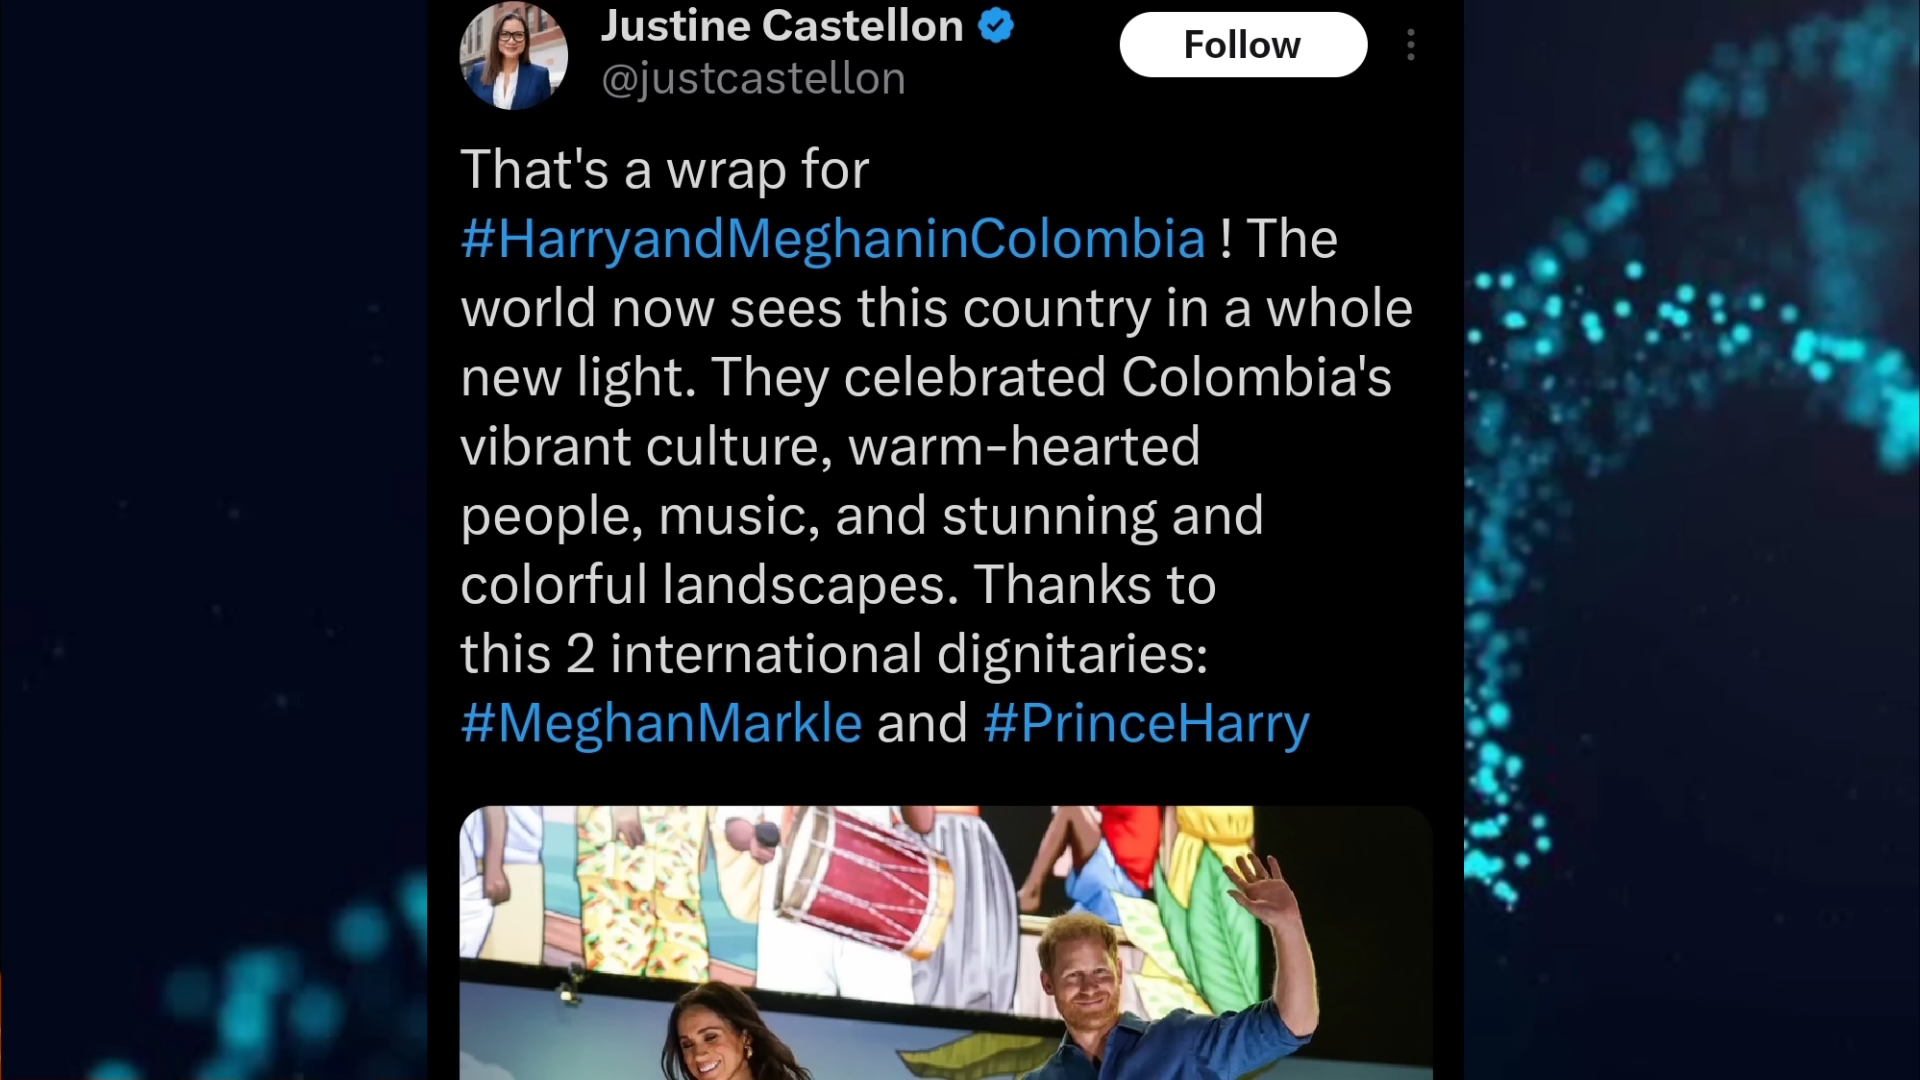 Justine Castellon
@justcastellon
Follow
That's a wrap for
#HarryandMeghaninColombia ! The
world now sees this country in a whole
new light. They celebrated Colombia's
vibrant culture, warm-hearted
people, music, and stunning and
colorful landscapes. Thanks to
this 2 international dignitaries:
#MeghanMarkle and #PrinceHarry